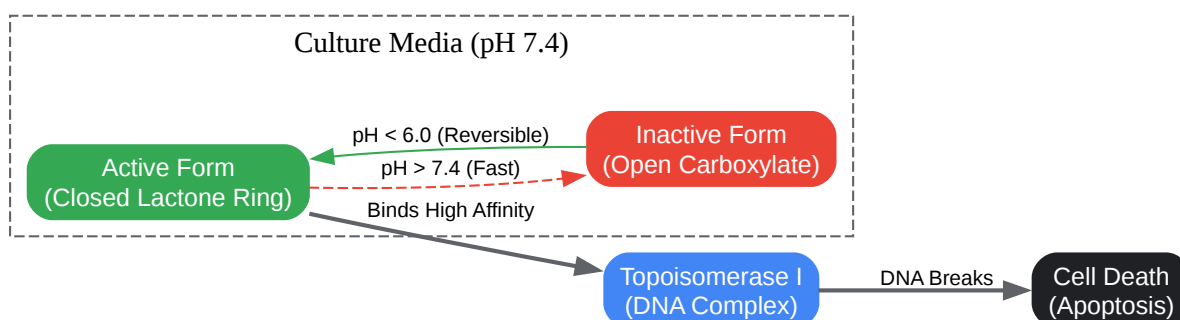 Culture Media (pH 7.4)
pH < 6.0 (Reversible)
Inactive Form
(Open Carboxylate)
Active Form
(Closed Lactone Ring)
pH > 7.4 (Fast)
Binds High Affinity
Topoisomerase I
(DNA Complex)
DNA Breaks
Cell Death
(Apoptosis)